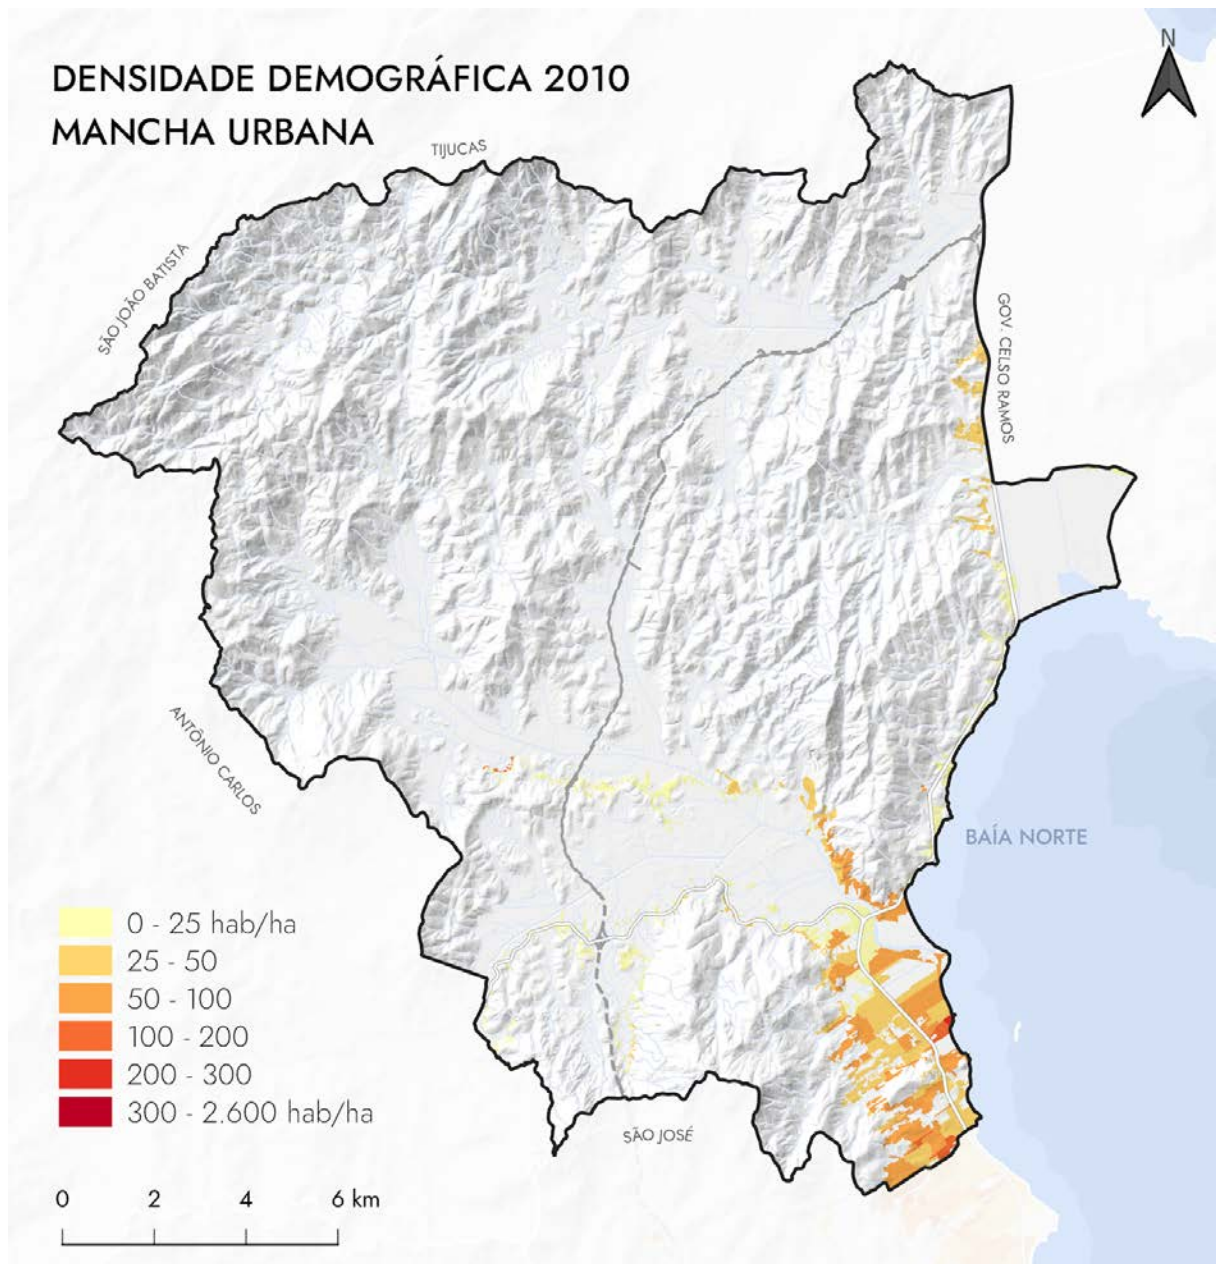 DENSIDADE DEMOGRÁFICA 2010
MANCHA URBANA
N
TIJUCAS
SÃO JOÃO BATISTA
GOV. CELSO RAMOS
ANTÔNIO CARLOS
BAÍA NORTE
0 - 25 hab/ha
25 - 50
50 - 100
100 - 200
200 - 300
300 - 2.600 hab/ha
SÃO JOSÉ
0 2 4 6 km